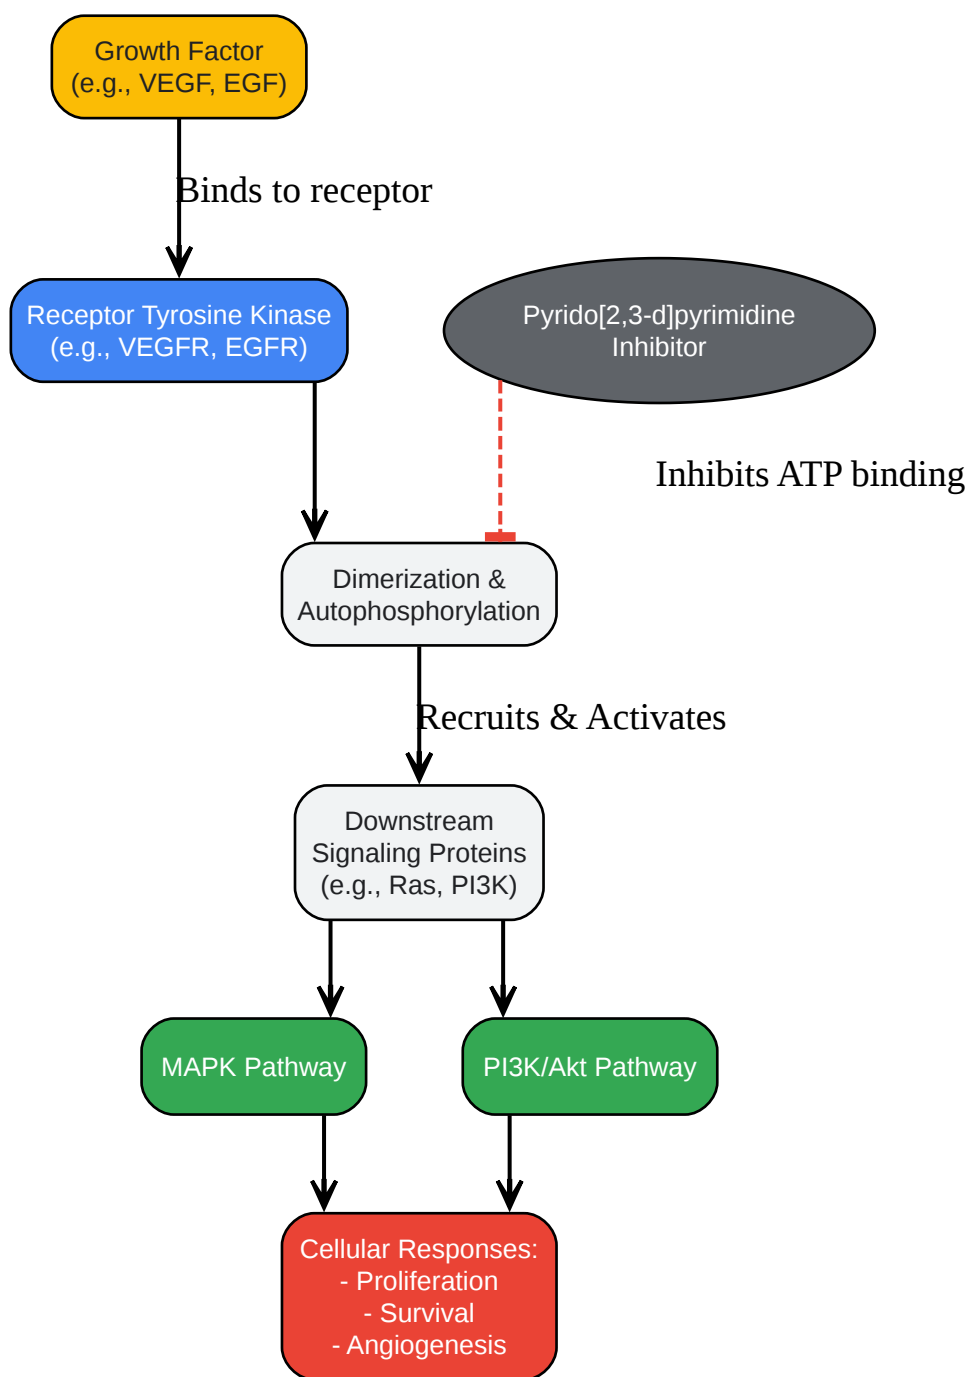 Growth Factor
(e.g., VEGF, EGF)
Binds to receptor
Receptor Tyrosine Kinase
(e.g., VEGFR, EGFR)
Pyrido[2,3-d]pyrimidine
Inhibitor
Inhibits ATP binding
Dimerization &
Autophosphorylation
Recruits & Activates
Downstream
Signaling Proteins
(e.g., Ras, PI3K)
MAPK Pathway
PI3K/Akt Pathway
Cellular Responses:
- Proliferation
- Survival
- Angiogenesis